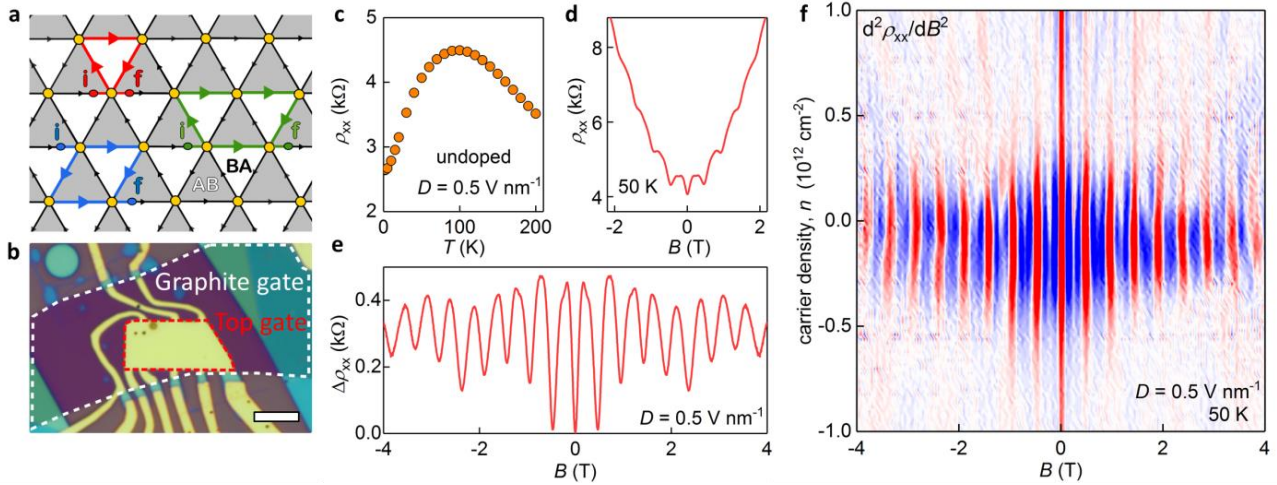 a
i
f
i
f
i
f
BA
AB
b
Graphite gate
Top gate
c
ρxx (kΩ)
5
4
3
2
undoped
D = 0.5 V nm⁻¹
0
50
100
150
200
T (K)
d
ρxx (kΩ)
8
6
4
50 K
-2
-1
0
1
2
B (T)
e
Δρxx (kΩ)
0.4
0.2
0.0
D = 0.5 V nm⁻¹
-4
-2
0
2
4
B (T)
f
carrier density, n (10¹² cm⁻²)
1.0
0.5
0.0
-0.5
-1.0
d²ρxx/dB²
D = 0.5 V nm⁻¹
50 K
-4
-2
0
2
4
B (T)